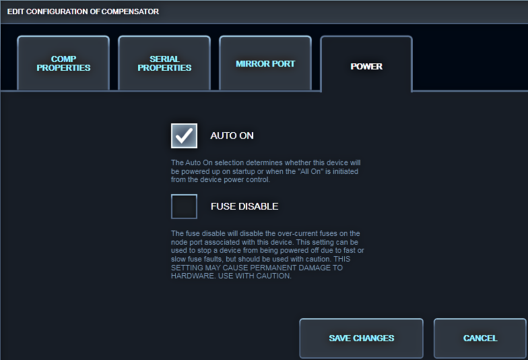 EDIT CONFIGURATION OF COMPENSATOR
COMP
PROPERTIES
SERIAL
PROPERTIES
MIRROR PORT
POWER
AUTO ON
The Auto On selection determines whether this device will
be powered up on startup or when the "All On" is initiated
from the device power control.
FUSE DISABLE
The fuse disable will disable the over-current fuses on the
node port associated with this device. This setting can be
used to stop a device from being powered off due to fast or
slow fuse faults, but should be used with caution. THIS
SETTING MAY CAUSE PERMANENT DAMAGE TO
HARDWARE. USE WITH CAUTION.
SAVE CHANGES
CANCEL